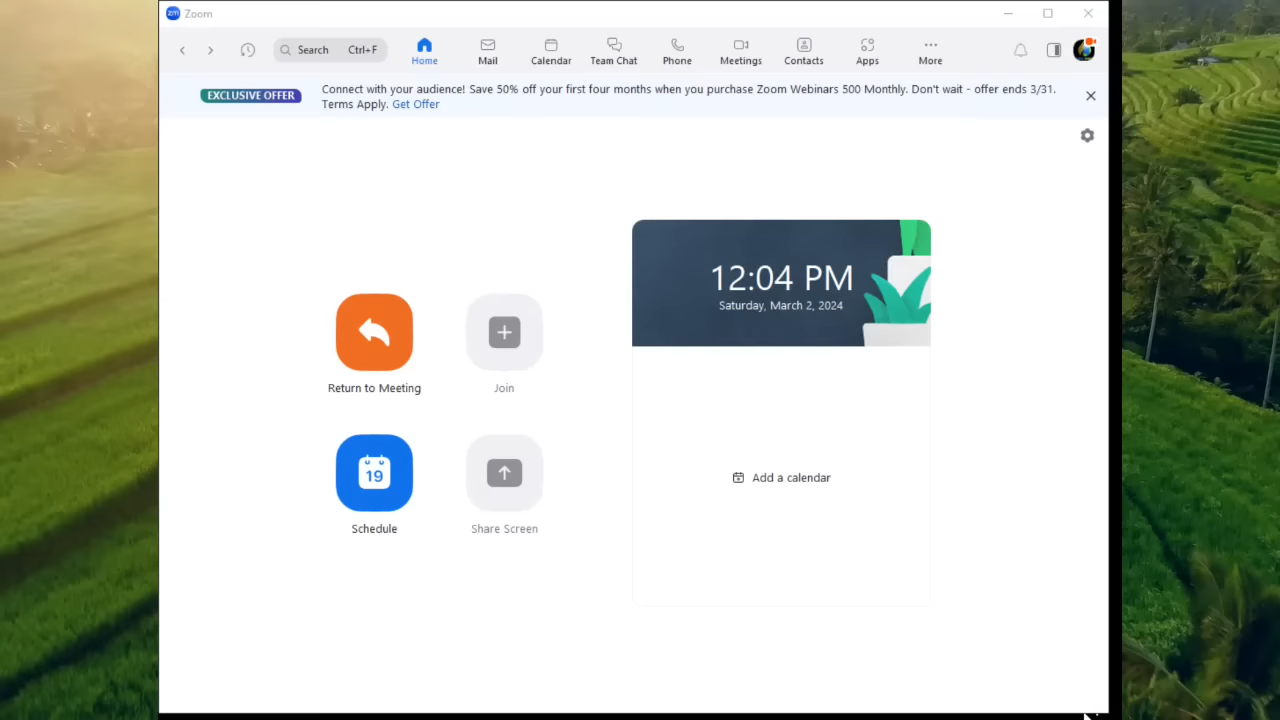 zm Zoom
Search Ctrl+F
Home
Mail
Calendar
Team Chat
Phone
Meetings
Contacts
Apps
More
EXCLUSIVE OFFER
Connect with your audience! Save 50% off your first four months when you purchase Zoom Webinars 500 Monthly. Don't wait - offer ends 3/31.
Terms Apply. Get Offer
12:04 PM
Saturday, March 2, 2024
Return to Meeting
Join
19
Schedule
Share Screen
Add a calendar